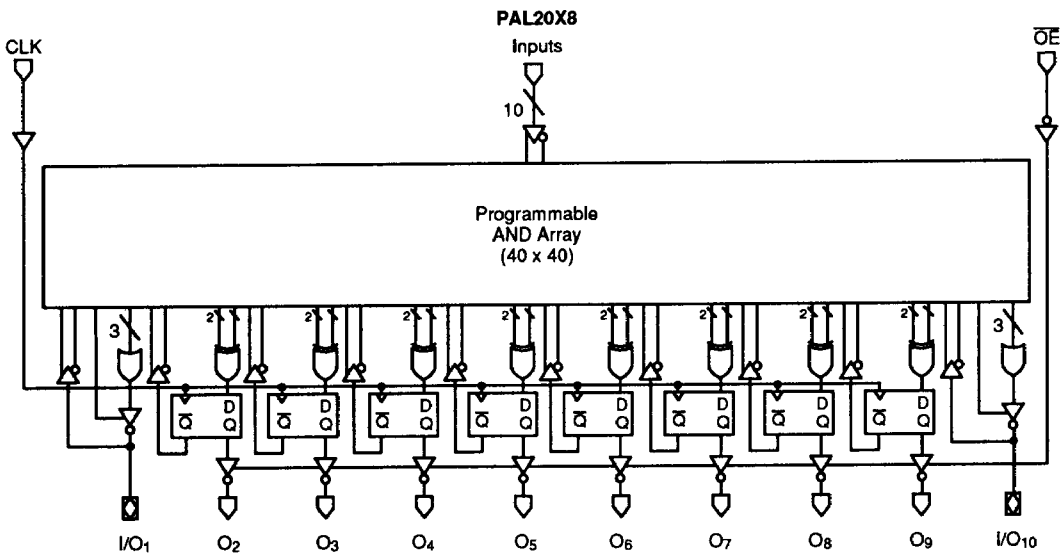 PAL20X8
CLK
Inputs
O̅E̅
10
Programmable
AND Array
(40 x 40)
3
2
2
2
2
2
2
2
2
3
Q̅ D Q
Q̅ D Q
Q̅ D Q
Q̅ D Q
Q̅ D Q
Q̅ D Q
Q̅ D Q
Q̅ D Q
I/O₁ O₂ O₃ O₄ O₅ O₆ O₇ O₈ O₉ I/O₁₀